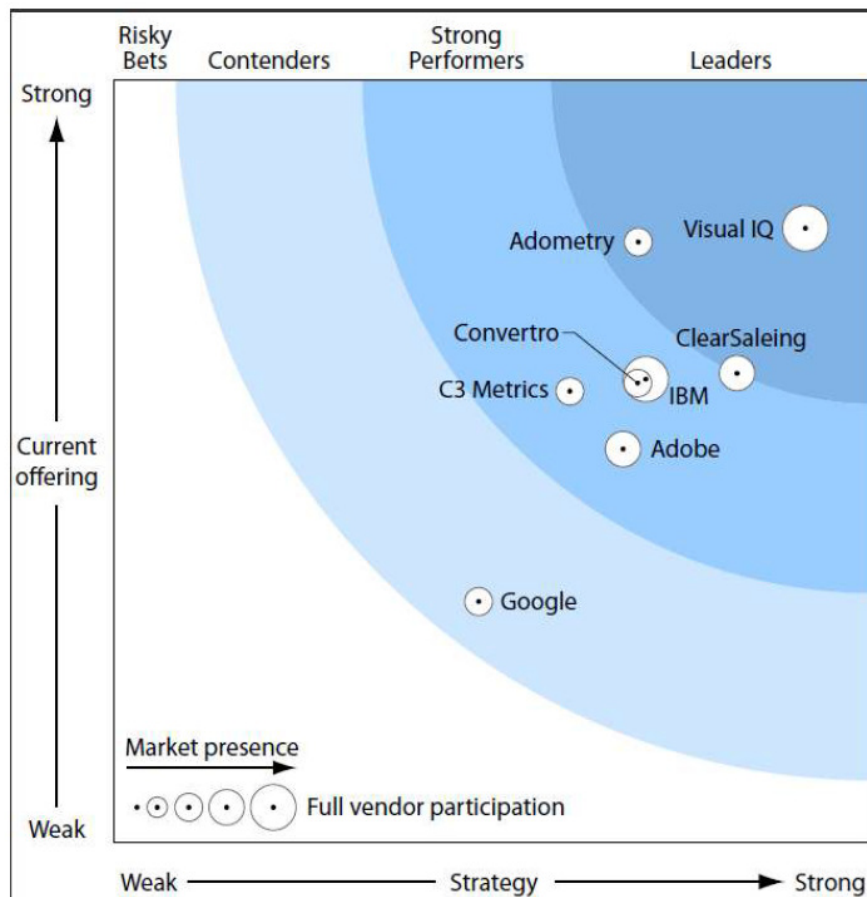 Risky
Bets
Contenders
Strong
Performers
Leaders
Strong
Adometry
Visual IQ
Convertro
ClearSaleing
C3 Metrics
IBM
Current
offering
Adobe
Google
Market presence
Full vendor participation
Weak
Weak
Strategy
Strong